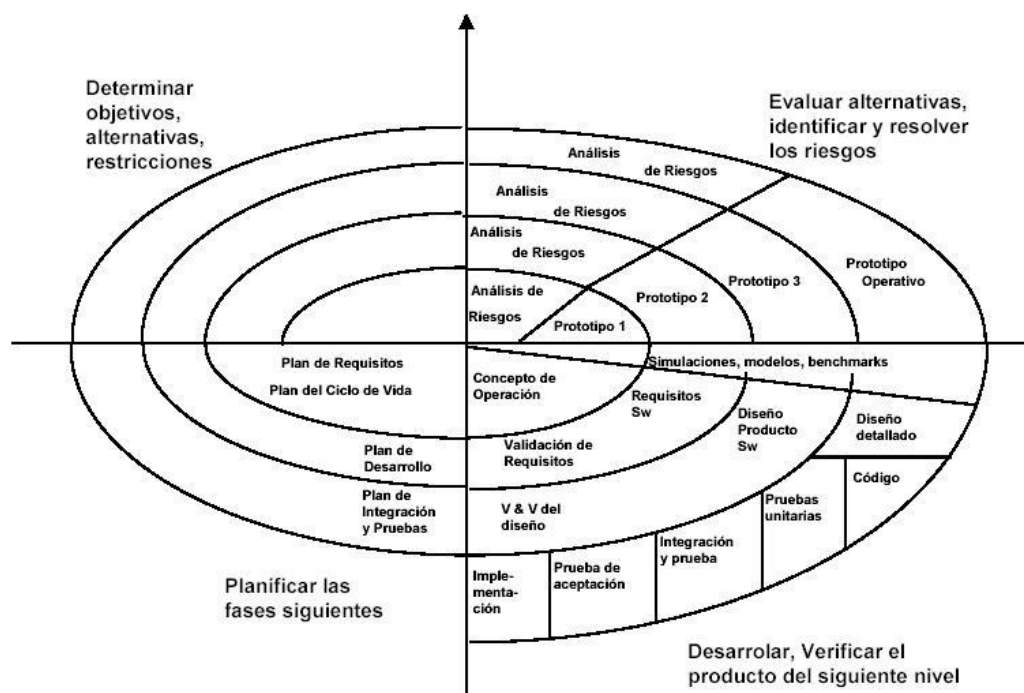 Determinar
objetivos,
alternativas,
restricciones
Evaluar alternativas,
identificar y resolver
los riesgos
Análisis
de Riesgos
Análisis
de Riesgos
Análisis
de Riesgos
Análisis de
Riesgos
Prototipo 1
Prototipo 2
Prototipo 3
Prototipo
Operativo
Simulaciones, modelos, benchmarks
Plan de Requisitos
Plan del Ciclo de Vida
Concepto de
Operación
Requisitos
Sw
Diseño
Producto
Sw
Diseño
detallado
Plan de
Desarrollo
Validación de
Requisitos
Plan de
Integración
y Pruebas
V & V del
diseño
Código
Pruebas
unitarias
Integración
y prueba
Prueba de
aceptación
Imple-
menta-
ción
Planificar las
fases siguientes
Desarrolar, Verificar el
producto del siguiente nivel